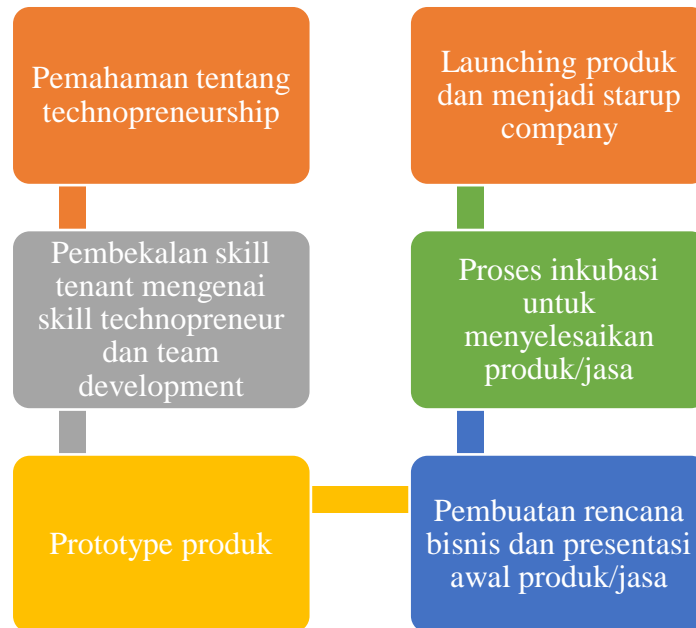 Pemahaman tentang
technopreneurship
Pembekalan skill
tenant mengenai
skill technopreneur
dan team
development
Prototype produk
Pembuatan rencana
bisnis dan presentasi
awal produk/jasa
Proses inkubasi
untuk
menyelesaikan
produk/jasa
Launching produk
dan menjadi starup
company